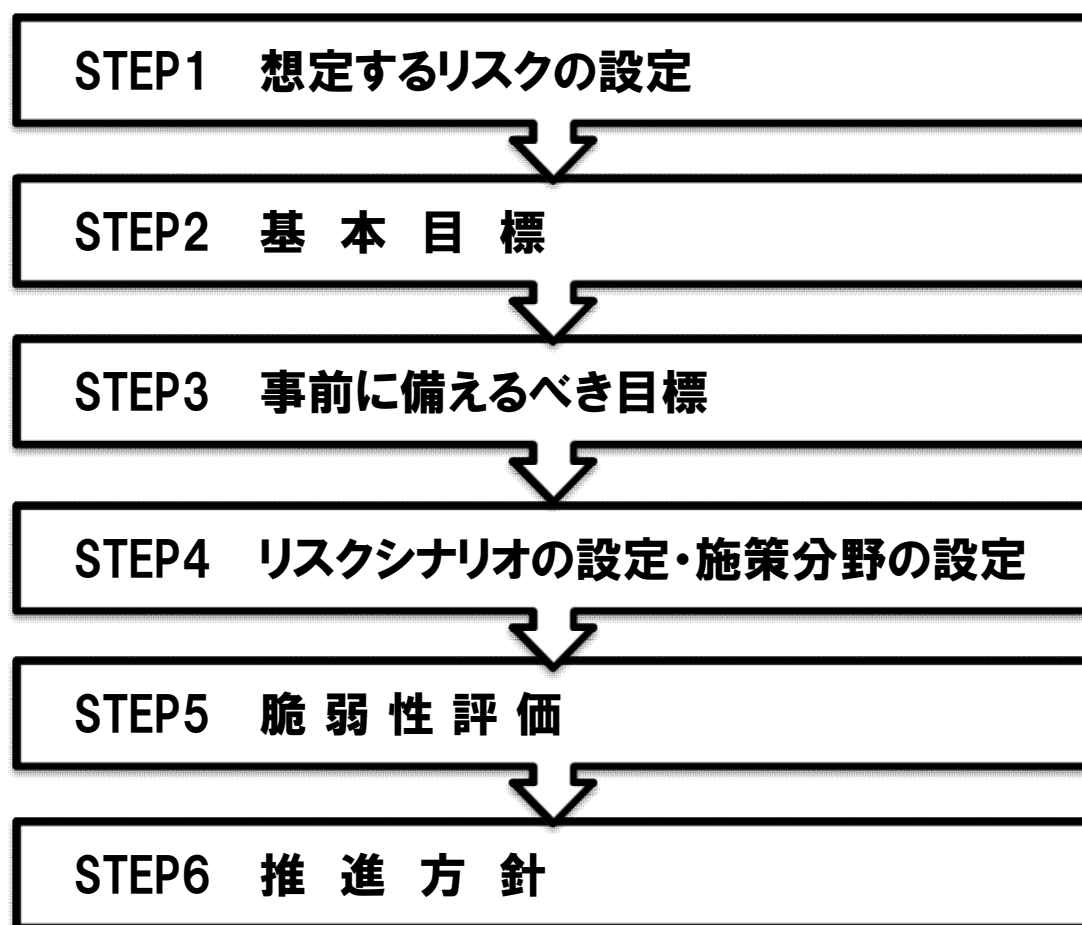 STEP1 想定するリスクの設定
STEP2 基本目標
STEP3 事前に備えるべき目標
STEP4 リスクシナリオの設定・施策分野の設定
STEP5 脆弱性評価
STEP6 推進方針